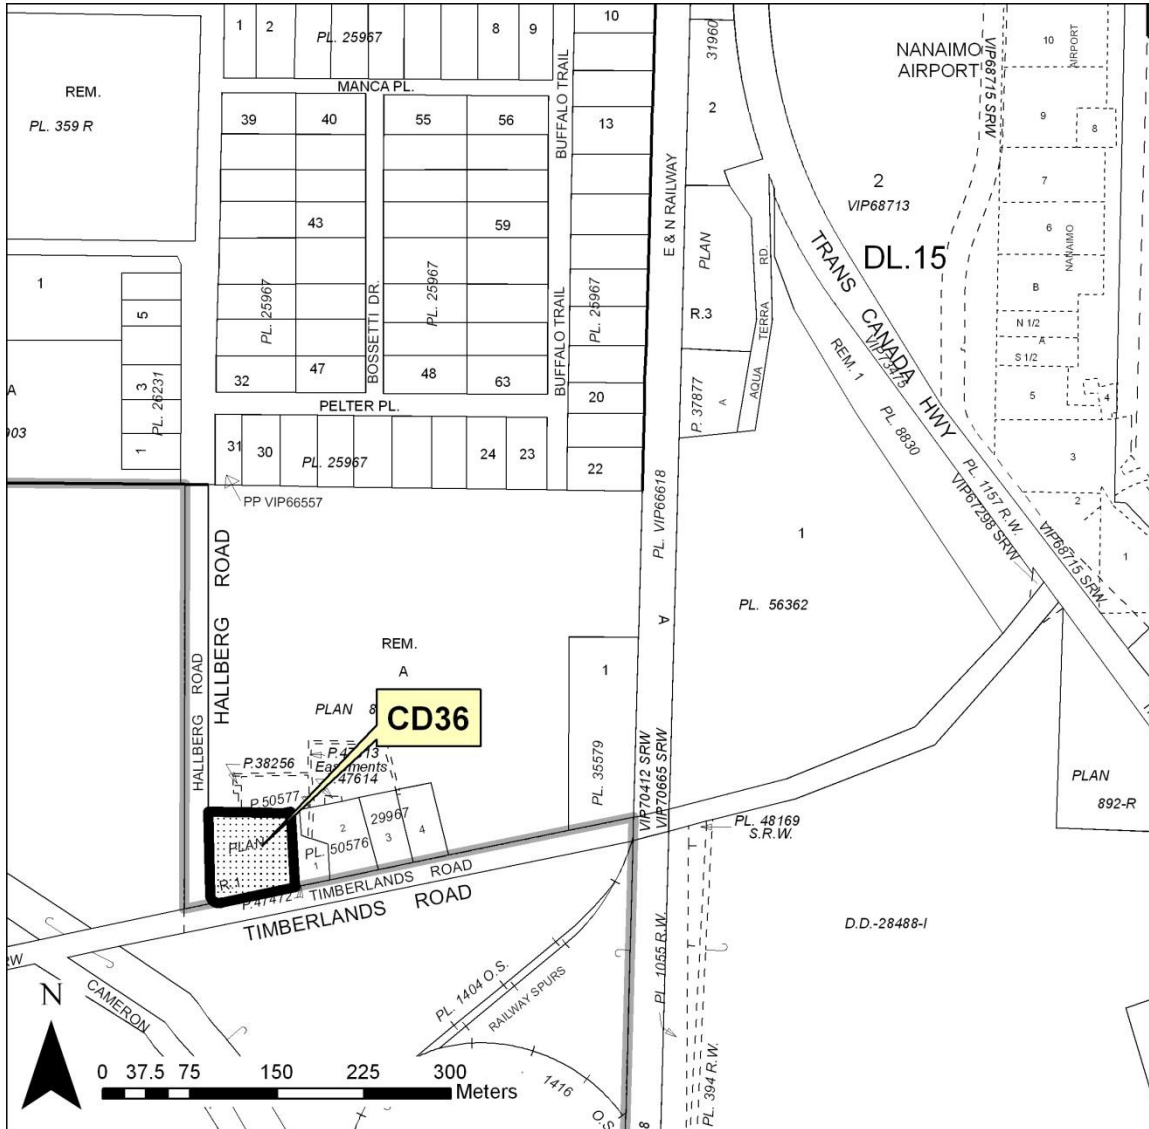 1
2
PL. 25967
8
9
10
31960
NANAIMO
AIRPORT
VIP68715 SRW
10
AIRPORT
REM.
PL. 359 R
MANCA PL.
BUFFALO TRAIL
2
9
8
39
40
55
56
13
7
E & N RAILWAY
2
VIP68713
43
59
PLAN
RD.
6
NANAIMO
TRANS CANADA HWY
DL.15
1
5
PL. 25967
BOSSETTI DR.
PL. 25967
BUFFALO TRAIL
PL. 25967
R.3
TERRA
B
N 1/2
A
S 1/2
VIP73475
REM. 1
A
3
PL. 26231
32
47
48
63
20
P. 37877
A
AQUA
5
4
PELTER PL.
PL. 8830
903
1
31
30
PL. 25967
24
23
22
3
PL. 1157 R.W.
2
PP VIP66557
PL. VIP66618
VIP67298 SRW
VIP68715 SRW
1
1
HALLBERG ROAD
HALLBERG ROAD
PL. 56362
A
REM.
A
1
PLAN 8
CD36
P.38256
P.47613
Easments
47614
PL. 35579
VIP70412 SRW
VIP70665 SRW
PLAN
892-R
P.50577
29967
2
3
4
PLAN
PL. 50576
1
R.1
P.47472
TIMBERLANDS ROAD
TIMBERLANDS ROAD
PL. 48169
S.R.W.
D.D.-28488-I
RW
CAMERON
PL. 1404 O.S.
RAILWAY SPURS
PL. 1055 R.W.
N
0 37.5 75 150 225 300
Meters
1416
O.S.
PL. 394 R.W.
8